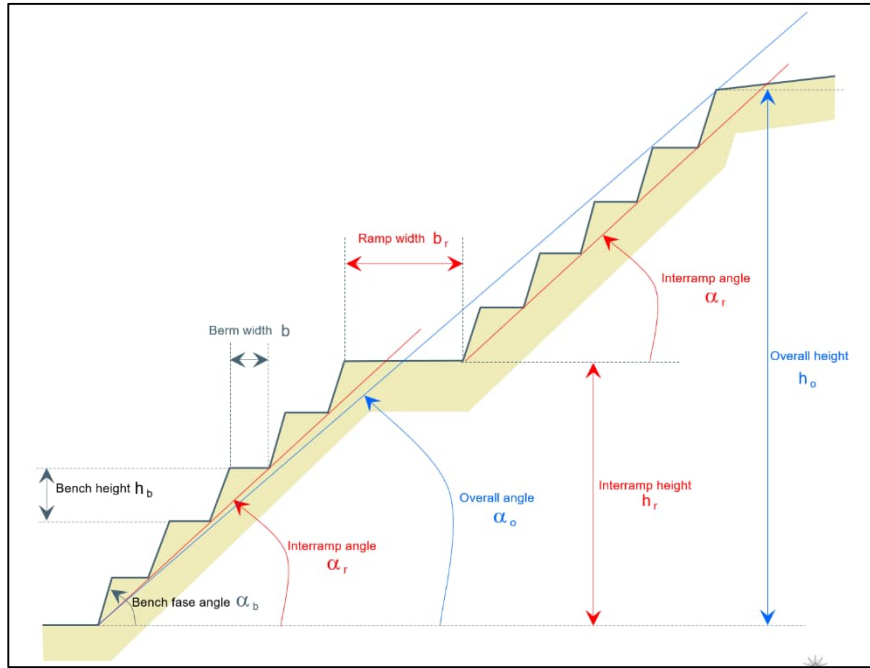 Ramp width b r
Interramp angle
α r
Berm width b
Overall height
h o
Bench height h b
Interramp height
h r
Overall angle
α o
Interramp angle
α r
Bench fase angle α b